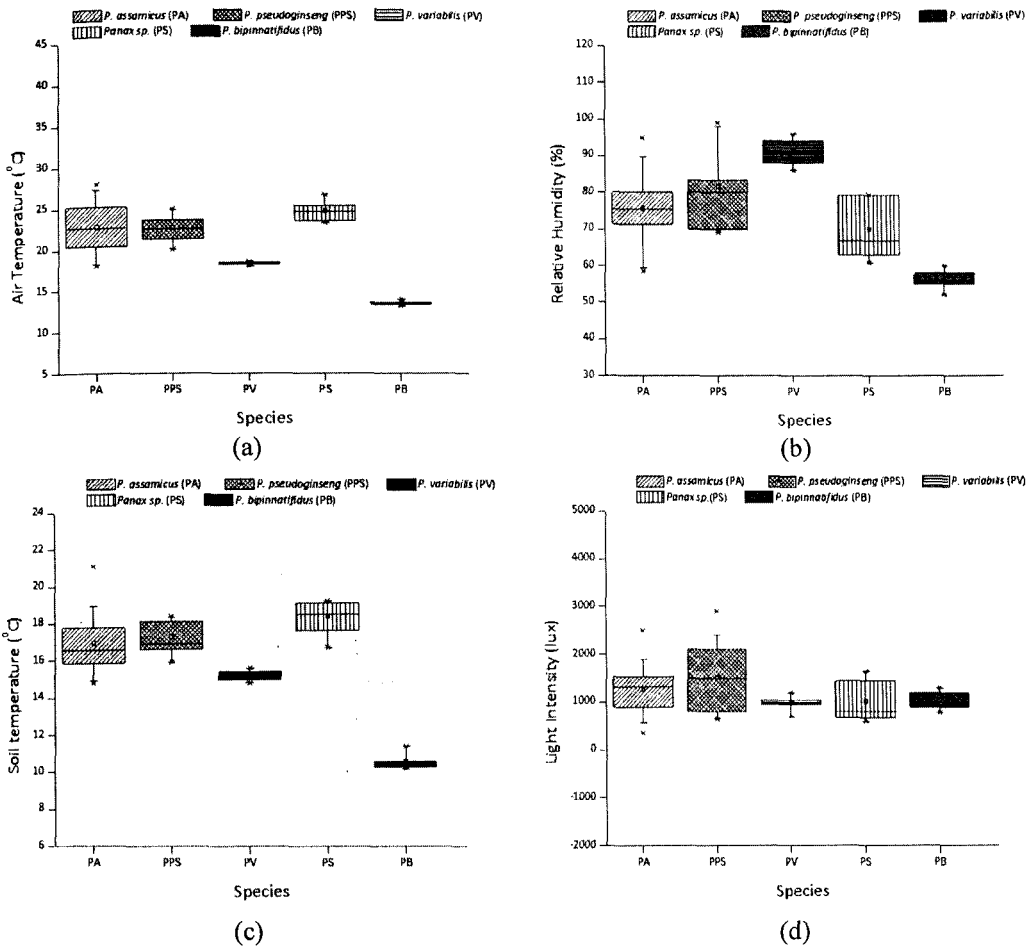 P. assamicus (PA) P. pseudoginseng (PPS) P. variabilis (PV)
Panax sp. (PS) P. bipinnatifidus (PB)
45
40
35
30
25
20
15
10
5
Air Temperature (°C)
PA PPS PV PS PB
Species
(a)
P. assamicus (PA) P. pseudoginseng (PPS) P. variabilis (PV)
Panax sp. (PS) P. bipinnatifidus (PB)
120
110
100
90
80
70
60
50
40
30
Relative Humidity (%)
PA PPS PV PS PB
Species
(b)
P. assamicus (PA) P. pseudoginseng (PPS) P. variabilis (PV)
Panax sp. (PS) P. bipinnatifidus (PB)
24
22
20
18
16
14
12
10
8
6
Soil temperature (°C)
PA PPS PV PS PB
Species
(c)
P. assamicus (PA) P. pseudoginseng (PPS) P. variabilis (PV)
Panax sp.(PS) P. bipinnatifidus (PB)
5000
4000
3000
2000
1000
0
-1000
-2000
Light Intensity (lux)
PA PPS PV PS PB
Species
(d)